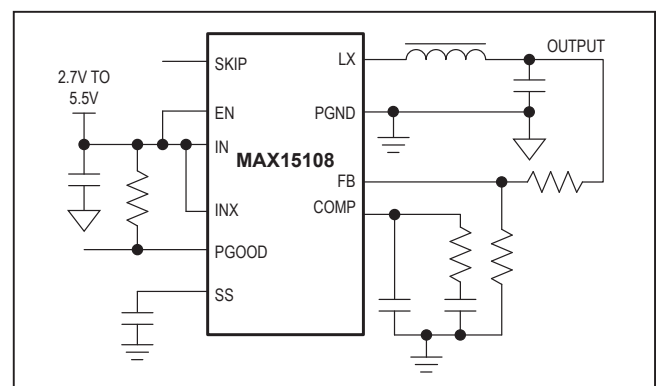 2.7V TO
5.5V
SKIP
EN
IN
INX
PGOOD
SS
MAX15108
LX
PGND
FB
COMP
OUTPUT